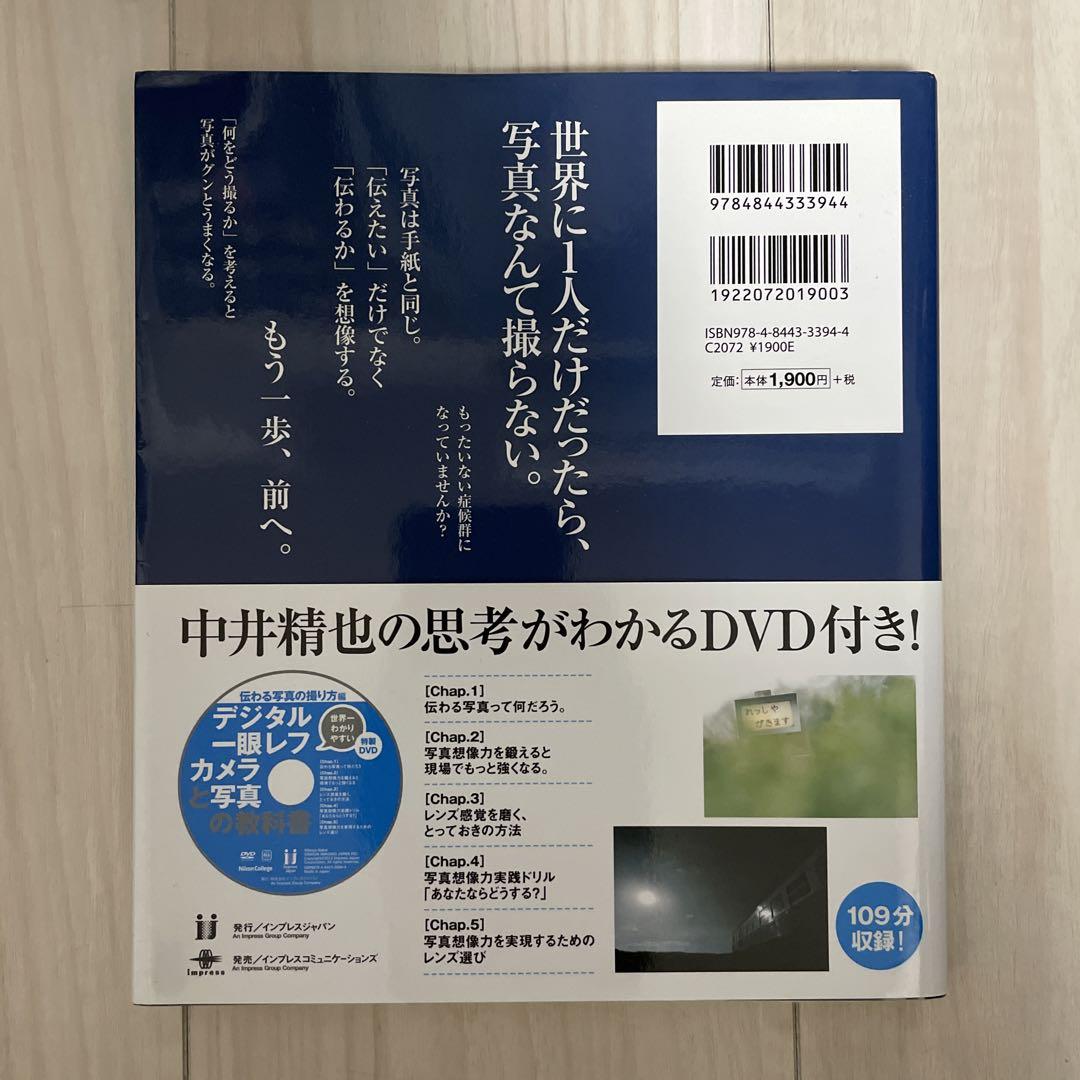 世界に1人だけだったら、
写真なんて撮らない。
もったいない症候群に
なっていませんか?
写真は手紙と同じ。
「伝えたい」だけでなく
「伝わるか」を想像する。
もう一歩、前へ。
「何をどう撮るか」を考えると
写真がグンとうまくなる。
9784844333944
1922072019003
ISBN978-4-8443-3394-4
C2072 ¥1900E
定価:本体1,900円+税
中井精也の思考がわかるDVD付き!
伝わる写真の撮り方編
デジタル
一眼レフ
カメラ
と写真
の教科書
世界一
わかり
やすい
特製
DVD
NikonCollege
[Chap.1]
伝わる写真って何だろう。
[Chap.2]
写真想像力を鍛えると
現場でもっと強くなる。
[Chap.3]
レンズ感覚を磨く、
とっておきの方法
[Chap.4]
写真想像力実践ドリル
「あなたならどうする?」
[Chap.5]
写真想像力を実現するための
レンズ選び
れっしゃ
がきます
109分
収録!
発行/インプレスジャパン
An Impress Group Company
impress
発売/インプレスコミュニケーションズ
An Impress Group Company